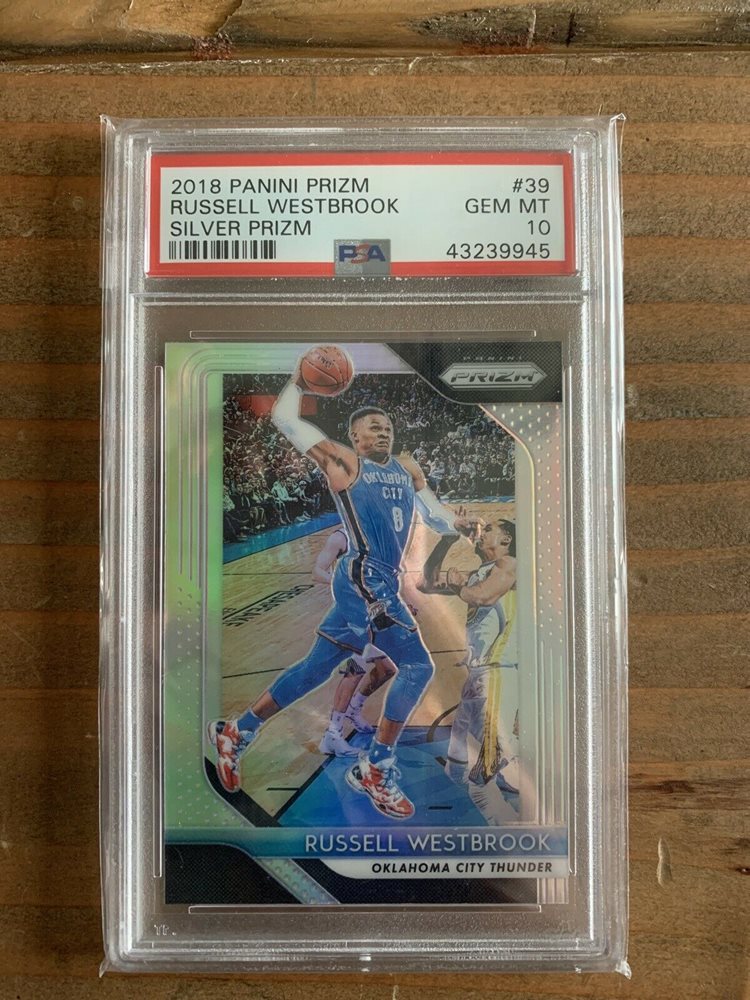 2018 PANINI PRIZM #39
RUSSELL WESTBROOK GEM MT
SILVER PRIZM 10
PSA 43239945
PANINI
PRIZM
OKLAHOMA
CITY
8
RUSSELL WESTBROOK
OKLAHOMA CITY THUNDER